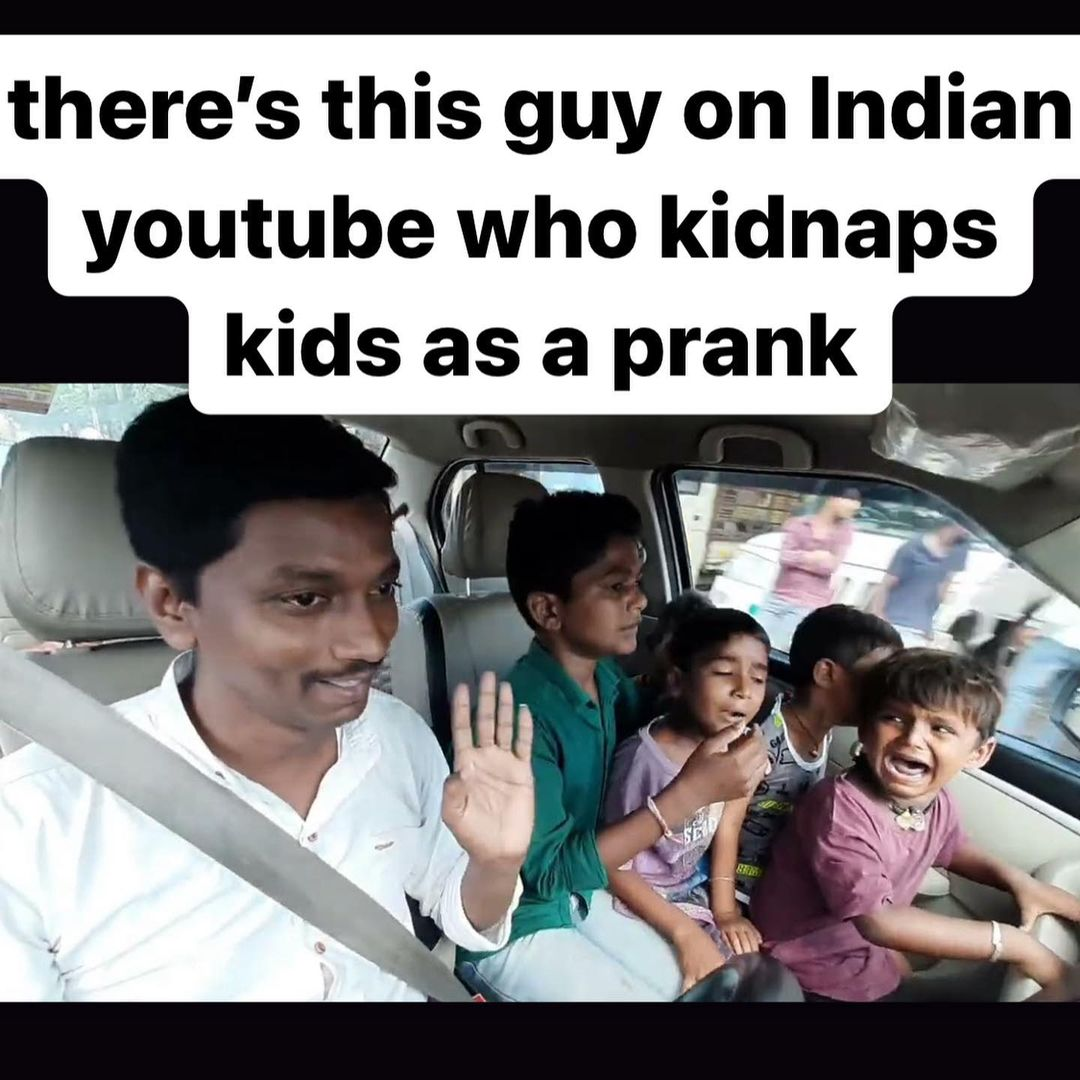 there’s this guy on Indian
youtube who kidnaps
kids as a prank